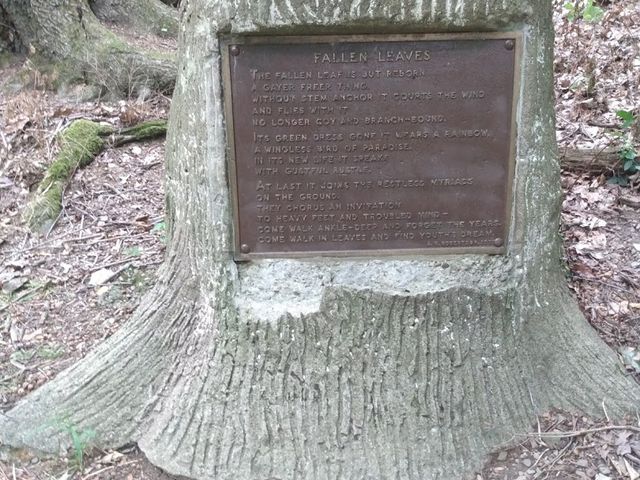 FALLEN LEAVES
THE FALLEN LEAF IS BUT REBORN
A GAYER FREER THING.
WITHOUT STEM ANCHOR IT COURTS THE WIND
AND FLIES WITH IT
NO LONGER COY AND BRANCH-BOUND.
ITS GREEN DRESS GONE IT WEARS A RAINBOW,
A WINGLESS BIRD OF PARADISE.
IN ITS NEW LIFE IT SPEAKS
WITH GUSTFUL RUSTLE.
AT LAST IT JOINS THE RESTLESS MYRIADS
ON THE GROUND.
THEY CHORUS AN INVITATION
TO HEAVY FEET AND TROUBLED MIND —
COME WALK ANKLE-DEEP AND FORGET THE YEARS
COME WALK IN LEAVES AND FIND YOUTH'S DREAM.